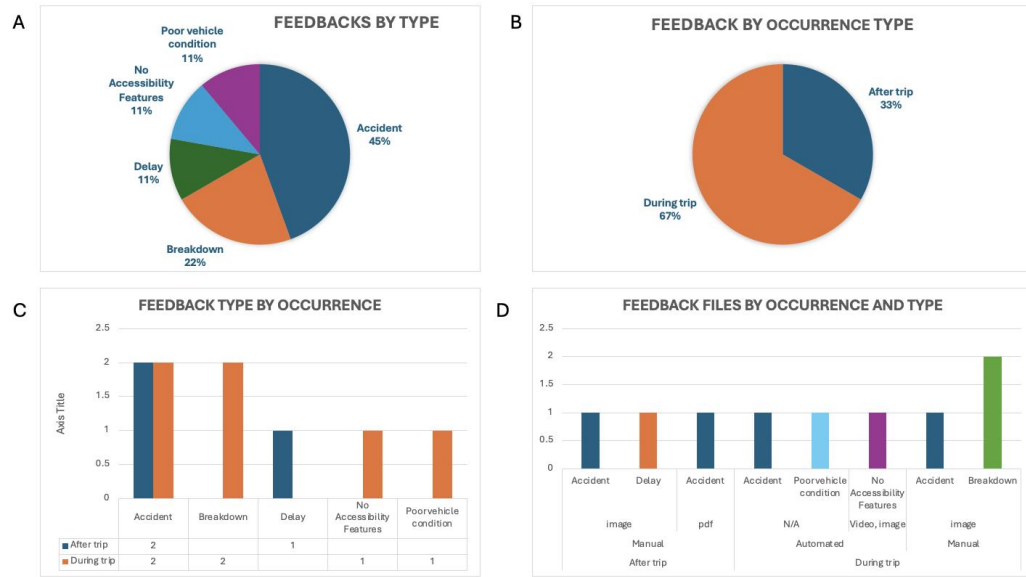 A
FEEDBACKS BY TYPE
Poor vehicle
condition
11%
No
Accessibility
Features
11%
Delay
11%
Breakdown
22%
Accident
45%
B
FEEDBACK BY OCCURRENCE TYPE
After trip
33%
During trip
67%
C
FEEDBACK TYPE BY OCCURRENCE
2.5
2
1.5
1
0.5
0
Axis Title
Accident Breakdown Delay No Accessibility Features Poor vehicle condition
After trip 2 1
During trip 2 2 1 1
D
FEEDBACK FILES BY OCCURRENCE AND TYPE
2.5
2
1.5
1
0.5
0
Accident Delay Accident Accident Poor vehicle condition No Accessibility Features Accident Breakdown
image pdf N/A Video, image image
Manual Automated Manual
After trip During trip